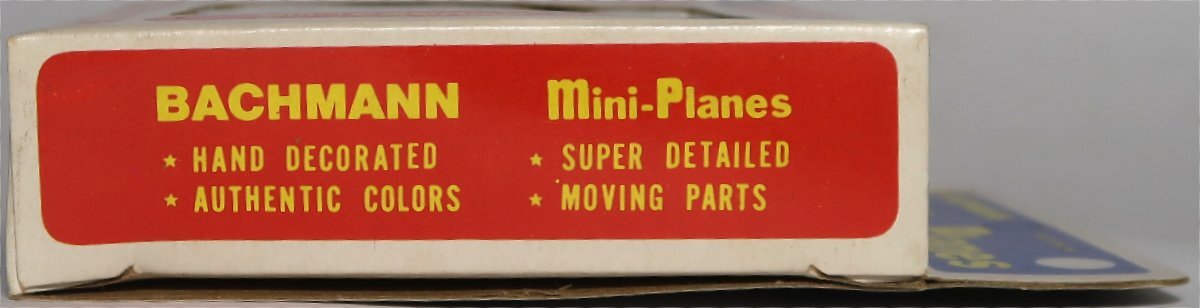 BACHMANN Mini-Planes
★ HAND DECORATED ★ SUPER DETAILED
★ AUTHENTIC COLORS ★ MOVING PARTS